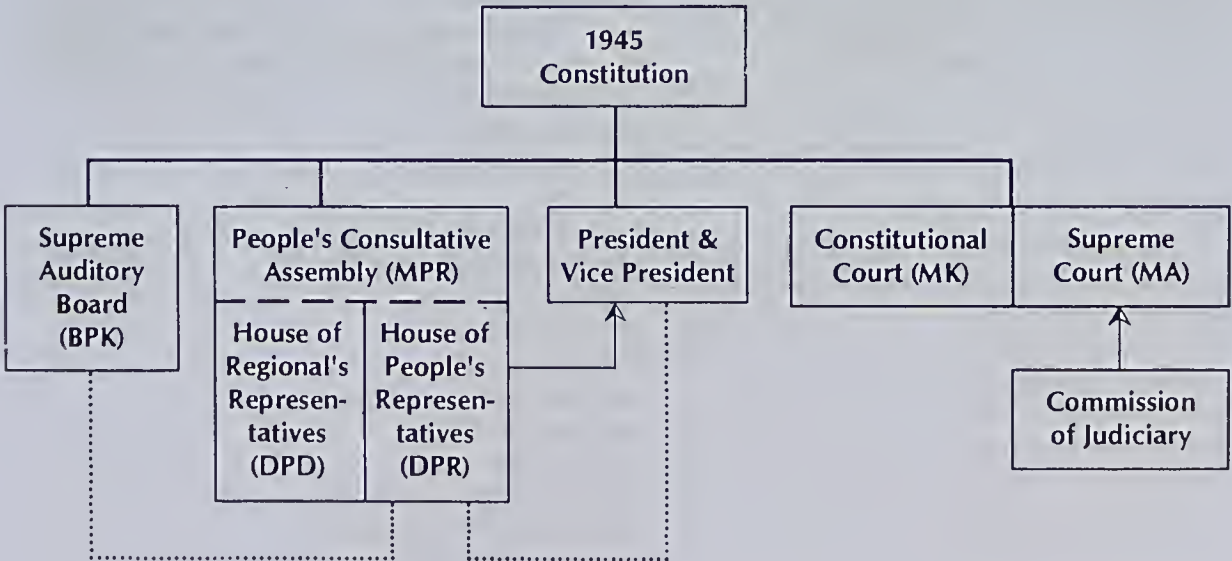 1945
Constitution
Supreme
Auditory
Board
(BPK)
People's Consultative
Assembly (MPR)
House of
Regional's
Represen-
tatives
(DPD)
House of
People's
Represen-
tatives
(DPR)
President &
Vice President
Constitutional
Court (MK)
Supreme
Court (MA)
Commission
of Judiciary